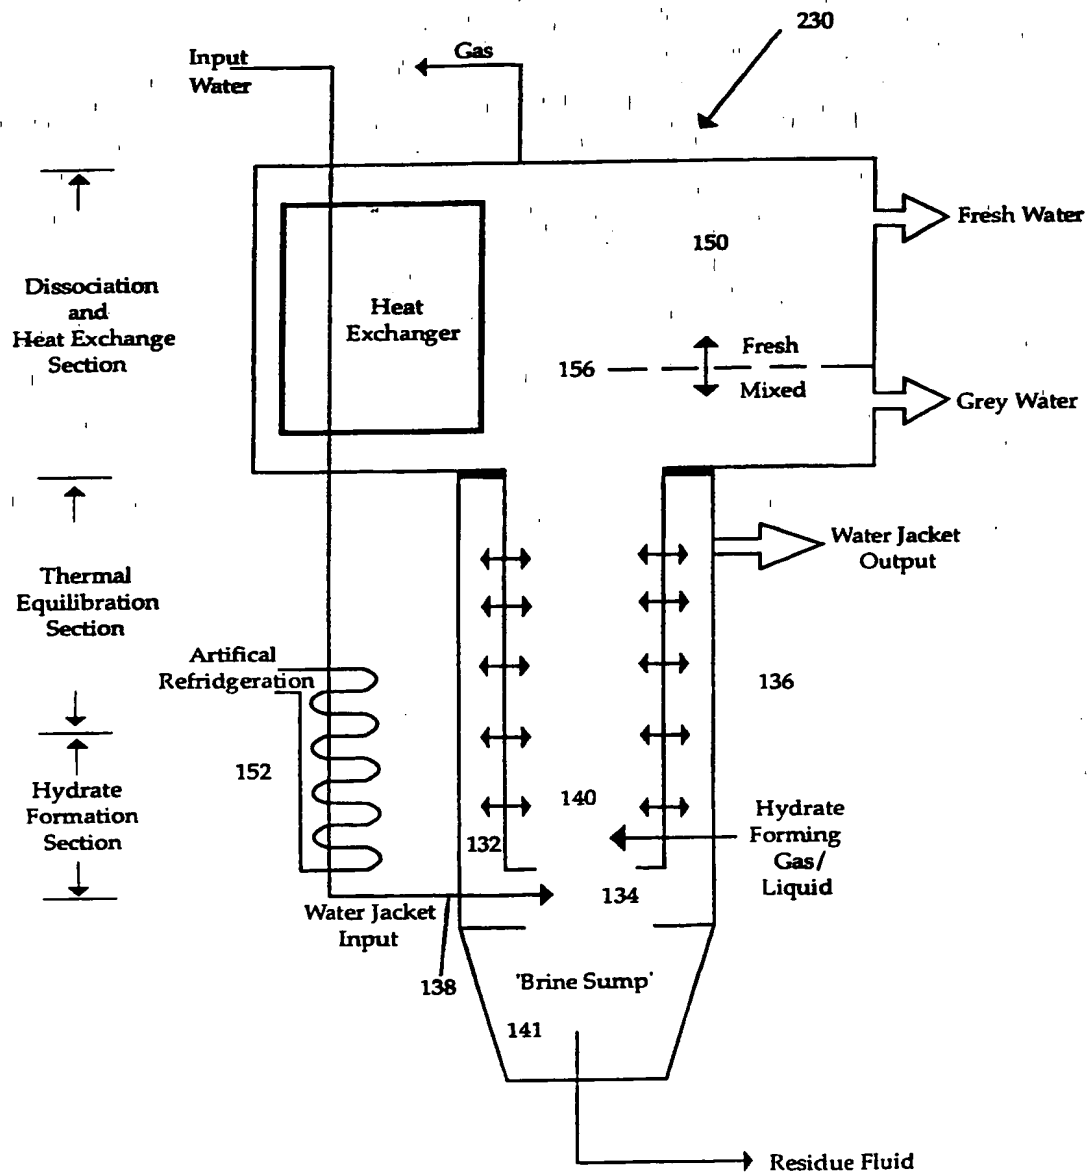 230
Input
Water
Gas
Fresh Water
150
Dissociation
and
Heat Exchange
Section
Heat
Exchanger
Fresh
156
Mixed
Grey Water
Water Jacket
Output
Thermal
Equilibration
Section
Artifical
Refridgeration
136
152
Hydrate
Formation
Section
140
132
Hydrate
Forming
Gas/
Liquid
134
Water Jacket
Input
138
'Brine Sump'
141
Residue Fluid